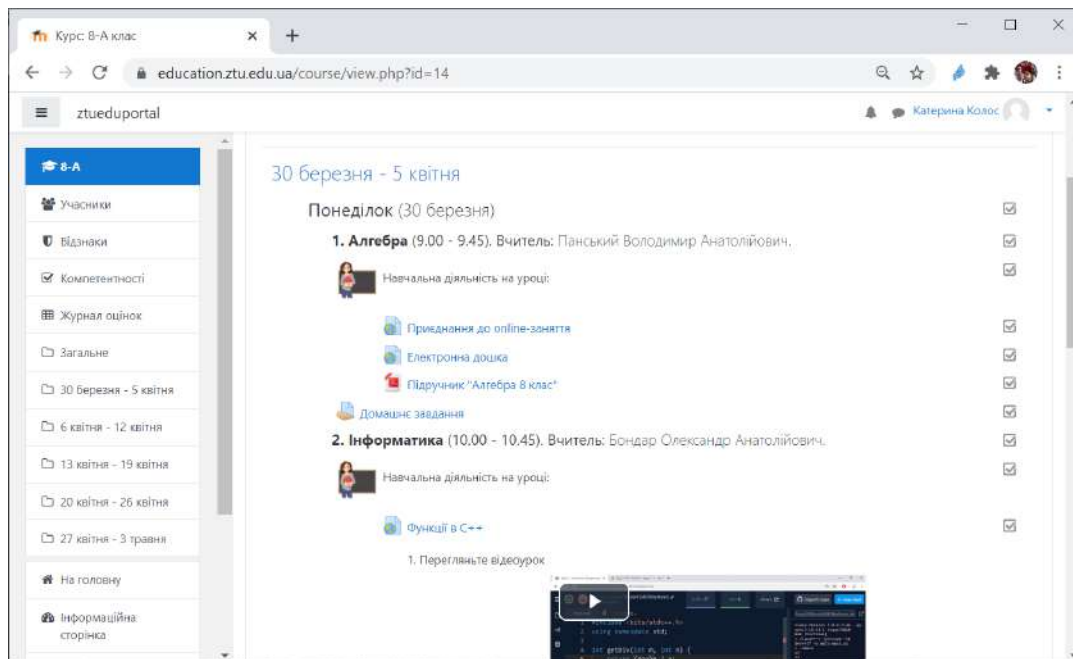 Курс: 8-А клас
education.ztu.edu.ua/course/view.php?id=14
ztueduportal
Катерина Колос
8-А
Учасники
Відзнаки
Компетентності
Журнал оцінок
Загальне
30 березня - 5 квітня
6 квітня - 12 квітня
13 квітня - 19 квітня
20 квітня - 26 квітня
27 квітня - 3 травня
На головну
Інформаційна
сторінка
30 березня - 5 квітня
Понеділок (30 березня)
1. Алгебра (9.00 - 9.45). Вчитель: Панський Володимир Анатолійович.
Навчальна діяльність на уроці:
Приєднання до online-заняття
Електронна дошка
Підручник "Алгебра 8 клас"
Домашнє завдання
2. Інформатика (10.00 - 10.45). Вчитель: Бондар Олександр Анатолійович.
Навчальна діяльність на уроці:
Функції в С++
1. Перегляньте відеоурок
using namespace std;